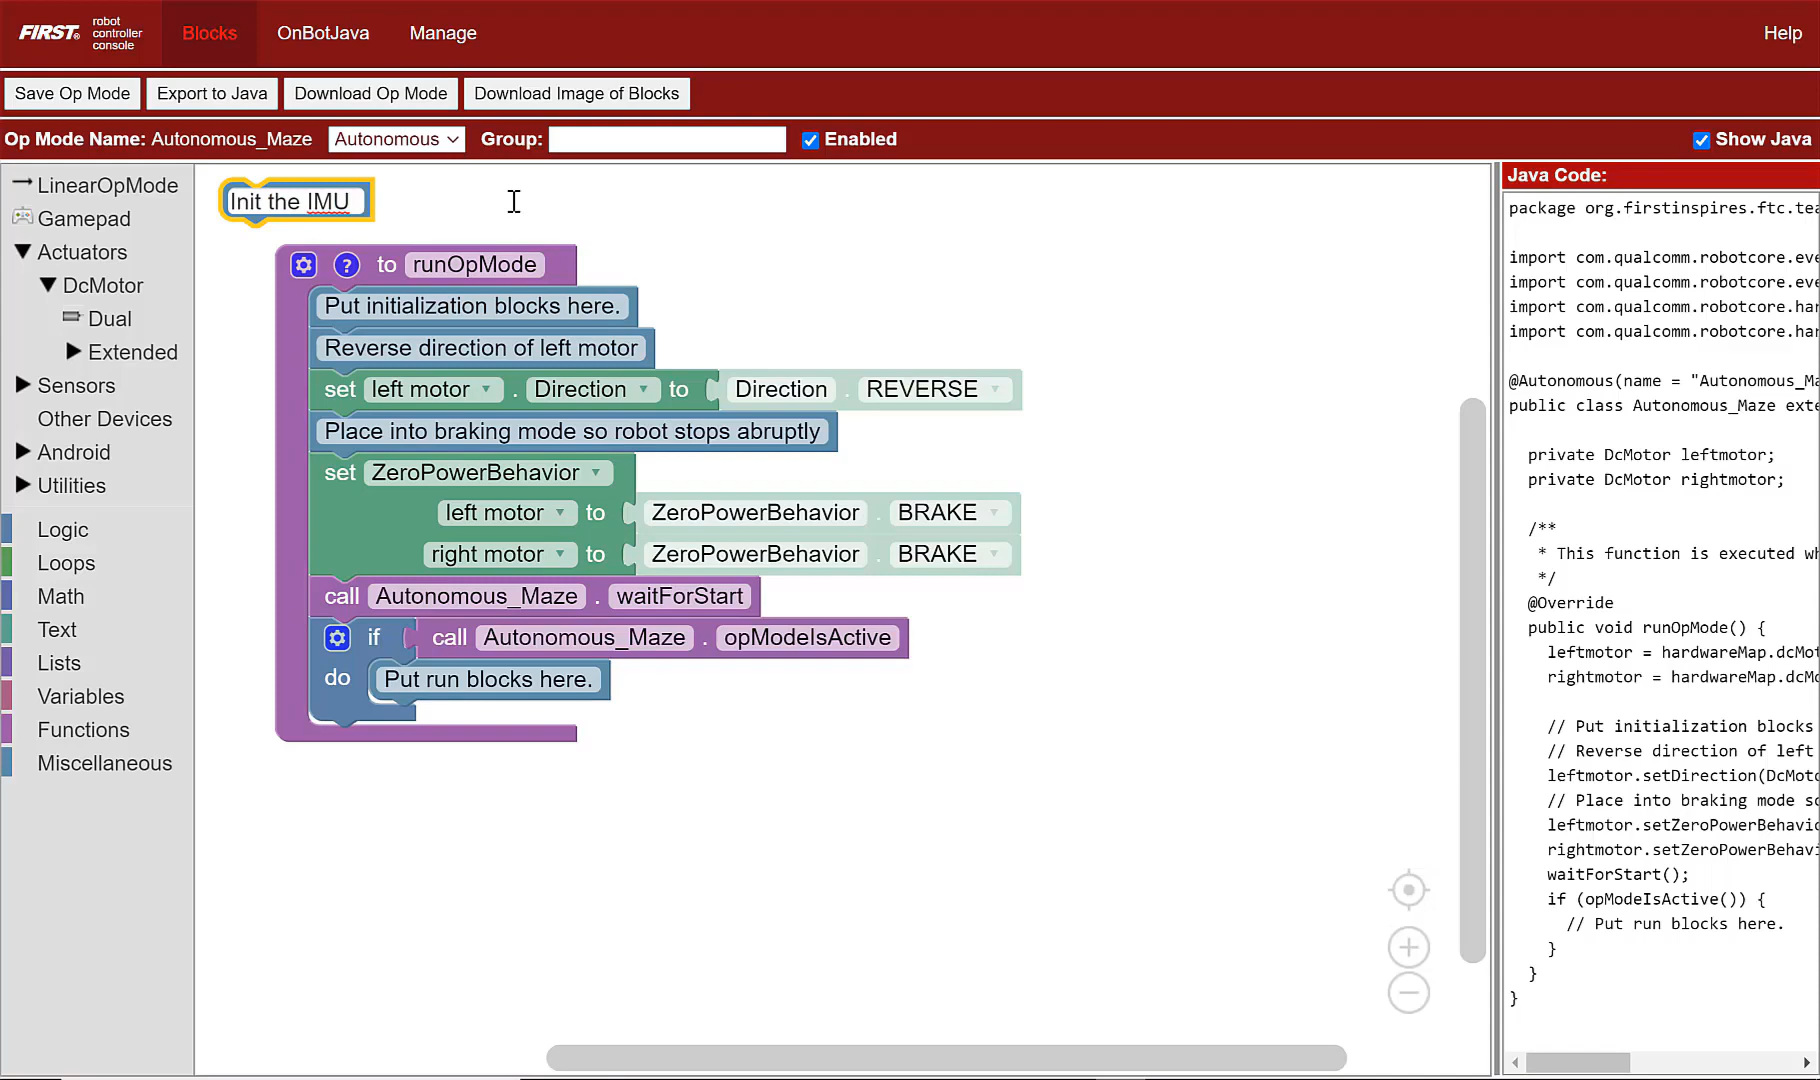 FIRST® robot controller console
Blocks
OnBotJava
Manage
Help
Save Op Mode
Export to Java
Download Op Mode
Download Image of Blocks
Op Mode Name: Autonomous_Maze
Autonomous
Group:
Enabled
Show Java
LinearOpMode
Gamepad
Actuators
DcMotor
Dual
Extended
Sensors
Other Devices
Android
Utilities
Logic
Loops
Math
Text
Lists
Variables
Functions
Miscellaneous
Init the IMU
? to runOpMode
Put initialization blocks here.
Reverse direction of left motor
set left motor . Direction to Direction . REVERSE
Place into braking mode so robot stops abruptly
set ZeroPowerBehavior
left motor to ZeroPowerBehavior . BRAKE
right motor to ZeroPowerBehavior . BRAKE
call Autonomous_Maze . waitForStart
if call Autonomous_Maze . opModeIsActive
do Put run blocks here.
Java Code:
package org.firstinspires.ftc.tea
import com.qualcomm.robotcore.eve
import com.qualcomm.robotcore.eve
import com.qualcomm.robotcore.har
import com.qualcomm.robotcore.har
@Autonomous(name = "Autonomous_Ma
public class Autonomous_Maze exte
private DcMotor leftmotor;
private DcMotor rightmotor;
/**
* This function is executed wh
*/
@Override
public void runOpMode() {
leftmotor = hardwareMap.dcMot
rightmotor = hardwareMap.dcMo
// Put initialization blocks
// Reverse direction of left
leftmotor.setDirection(DcMoto
// Place into braking mode so
leftmotor.setZeroPowerBehavio
rightmotor.setZeroPowerBehavi
waitForStart();
if (opModeIsActive()) {
// Put run blocks here.
}
}
}